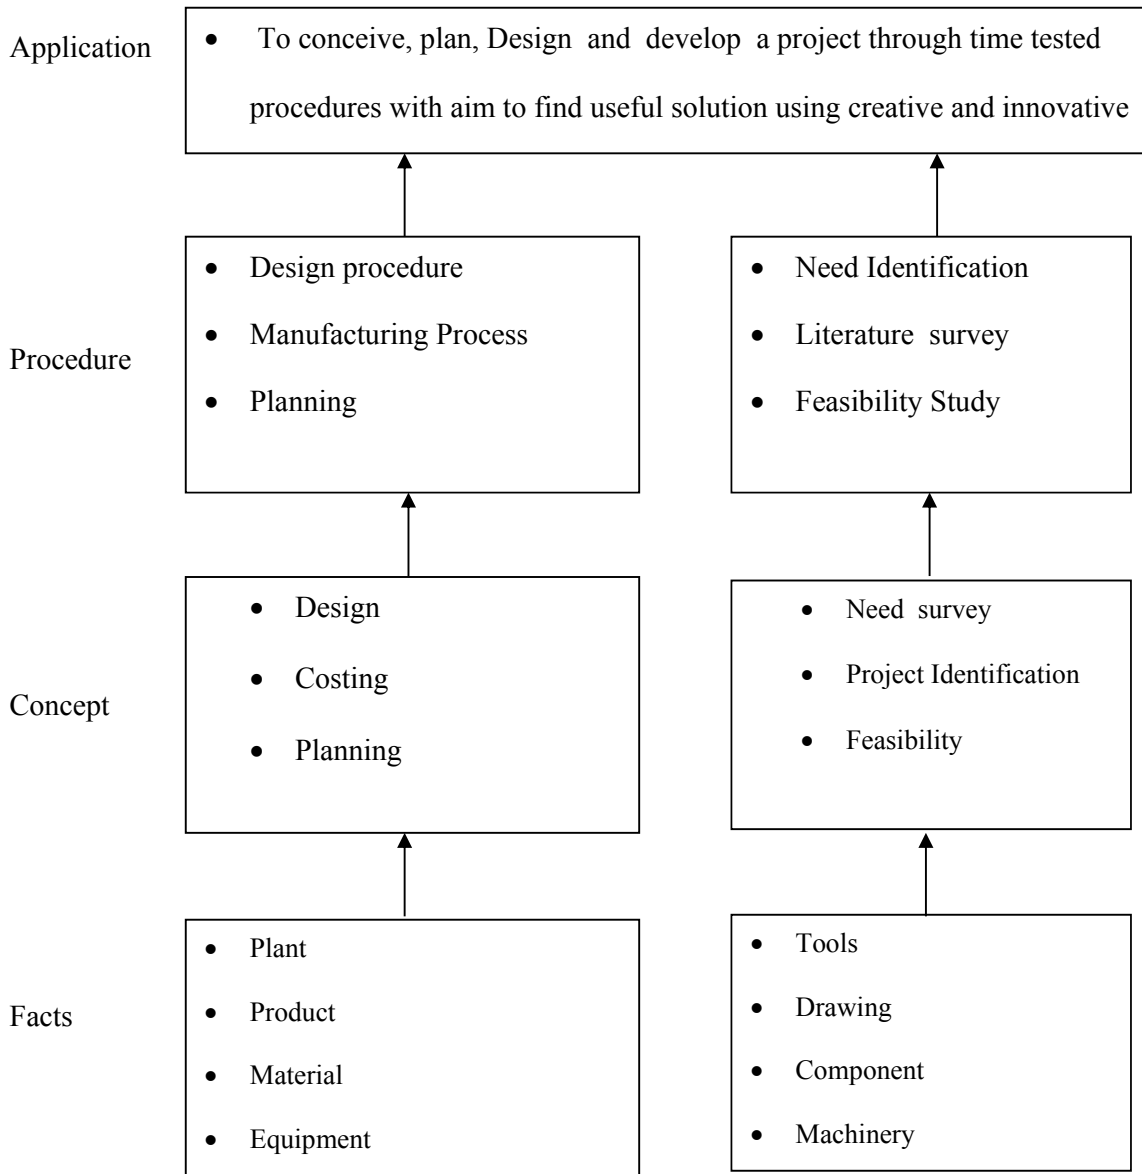 Application
• To conceive, plan, Design and develop a project through time tested
procedures with aim to find useful solution using creative and innovative
Procedure
• Design procedure
• Manufacturing Process
• Planning
• Need Identification
• Literature survey
• Feasibility Study
Concept
• Design
• Costing
• Planning
• Need survey
• Project Identification
• Feasibility
Facts
• Plant
• Product
• Material
• Equipment
• Tools
• Drawing
• Component
• Machinery